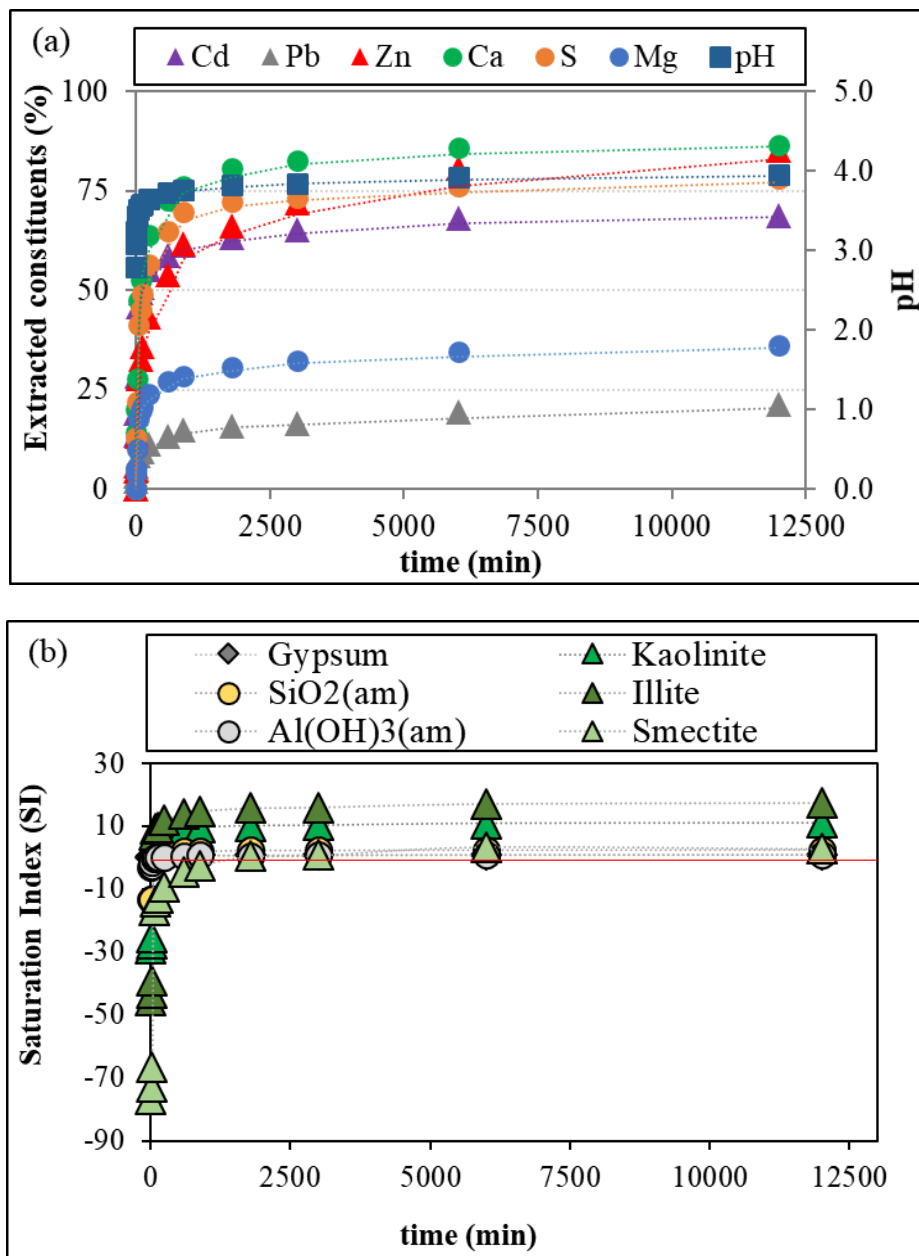 (a)
Cd Pb Zn Ca S Mg pH
Extracted constituents (%)
100
75
50
25
0
5.0
4.0
3.0
2.0
1.0
0.0
pH
0 2500 5000 7500 10000 12500
time (min)
(b)
Gypsum Kaolinite
SiO2(am) Illite
Al(OH)3(am) Smectite
Saturation Index (SI)
30
10
-10
-30
-50
-70
-90
0 2500 5000 7500 10000 12500
time (min)